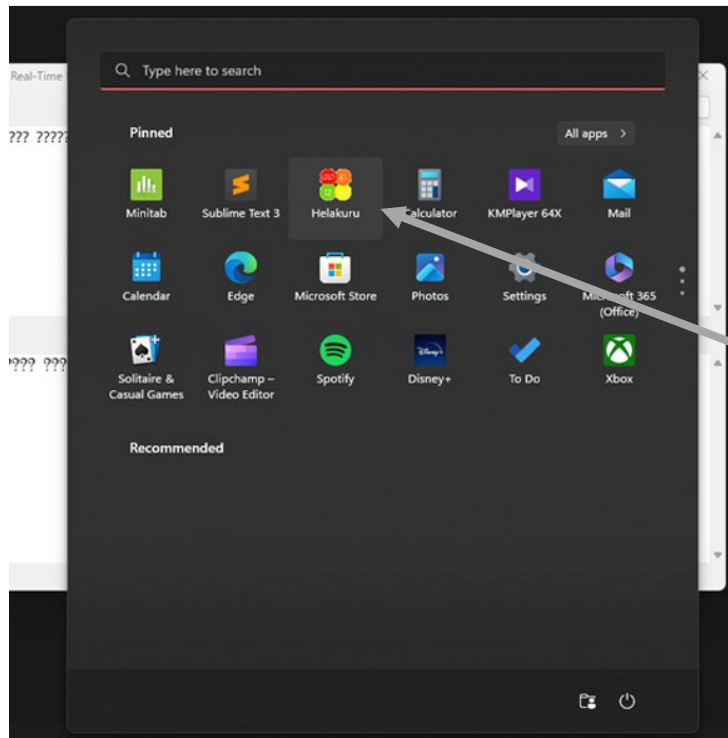 Real-Time
??? ?????
Type here to search
Pinned
All apps >
Minitab
Sublime Text 3
Helakuru
Calculator
KMPlayer 64X
Mail
Calendar
Edge
Microsoft Store
Photos
Settings
Microsoft 365
(Office)
???? ???
Solitaire &
Casual Games
Clipchamp –
Video Editor
Spotify
Disney+
Disney+
To Do
Xbox
Recommended